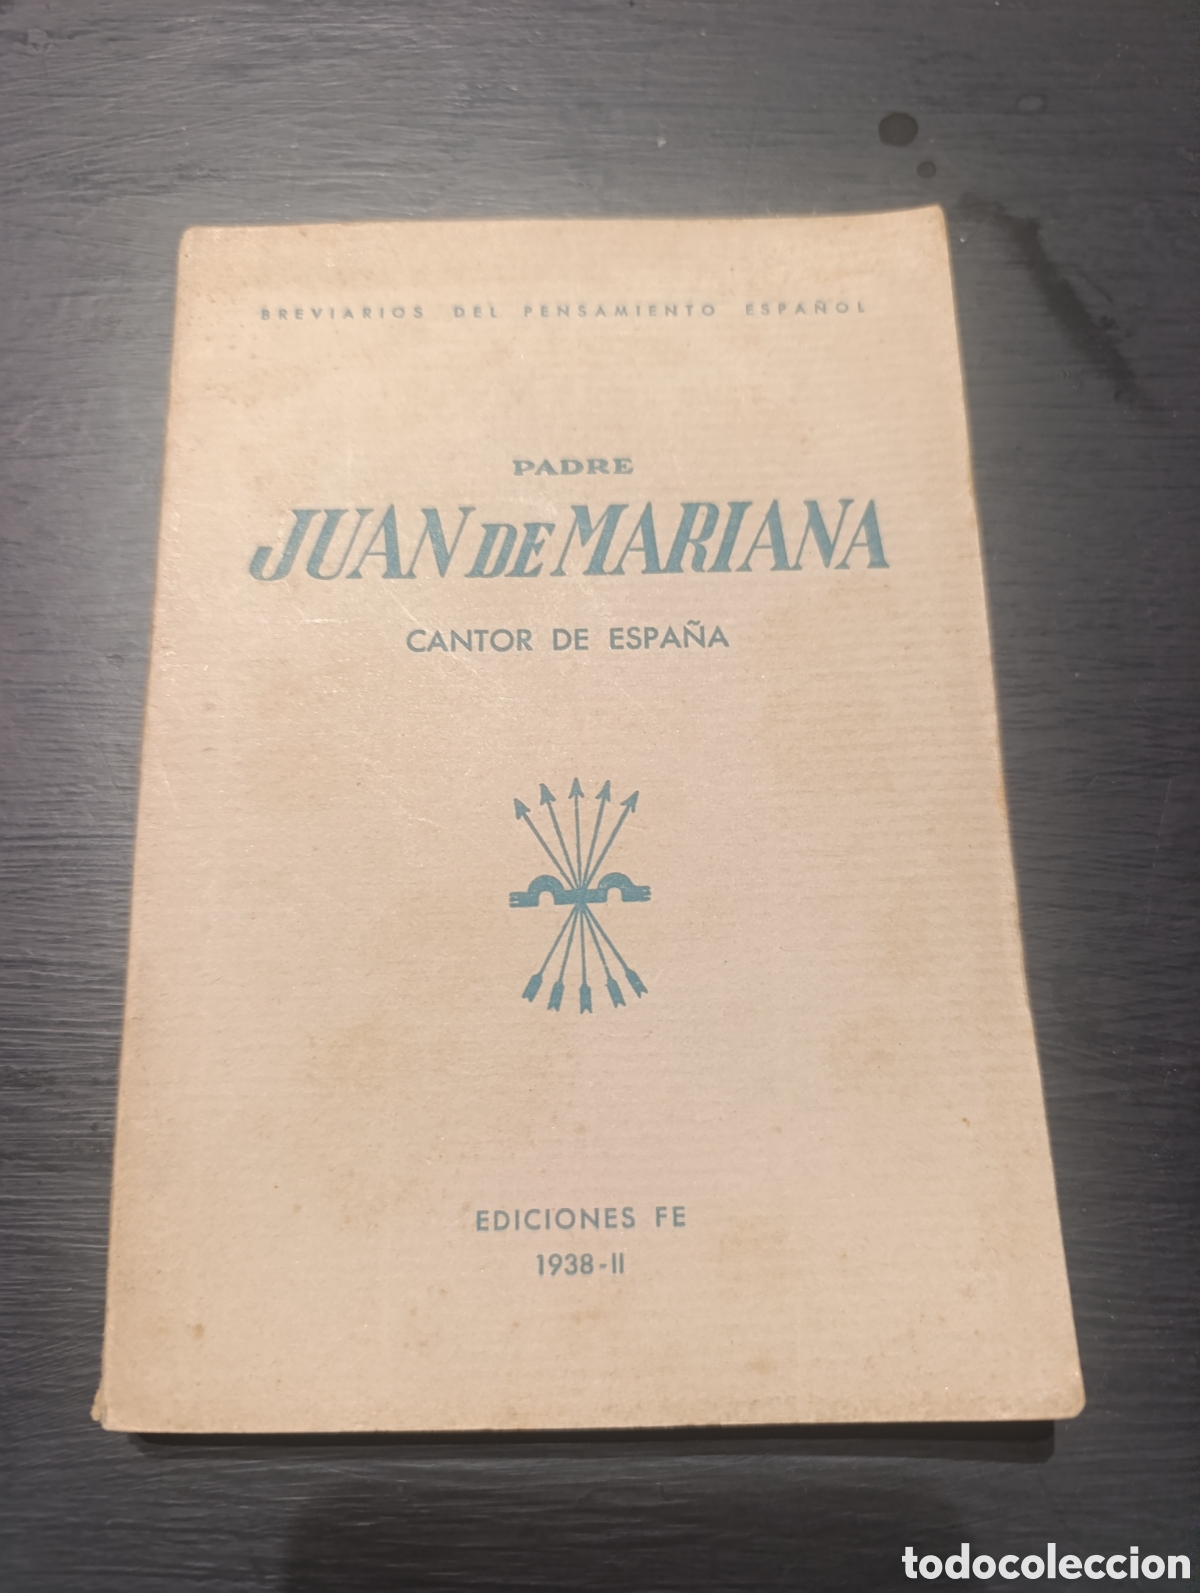 BREVIARIOS DEL PENSAMIENTO ESPAÑOL
PADRE
JUAN DE MARIANA
CANTOR DE ESPAÑA
EDICIONES FE
1938-II
todocoleccion